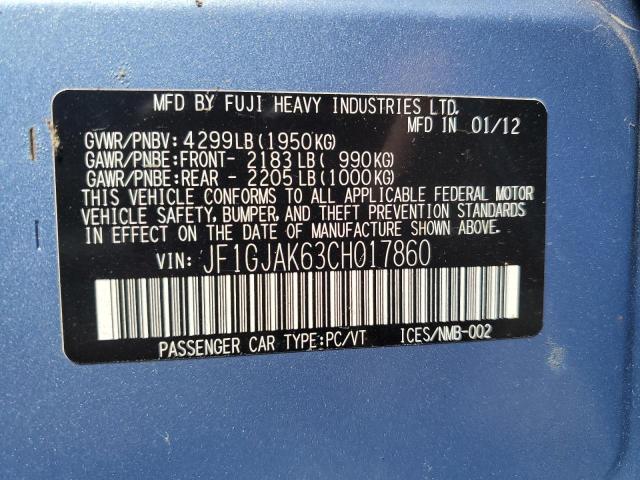 MFD BY FUJI HEAVY INDUSTRIES LTD.
MFD IN 01/12
GVWR/PNBV: 4299LB (1950KG)
GAWR/PNBE:FRONT- 2183LB ( 990KG)
GAWR/PNBE:REAR - 2205LB (1000KG)
THIS VEHICLE CONFORMS TO ALL APPLICABLE FEDERAL MOTOR
VEHICLE SAFETY, BUMPER, AND THEFT PREVENTION STANDARDS
IN EFFECT ON THE DATE OF MANUFACTURE SHOWN ABOVE.
VIN: JF1GJAK63CH017860
PASSENGER CAR TYPE:PC/VT ICES/NMB-002